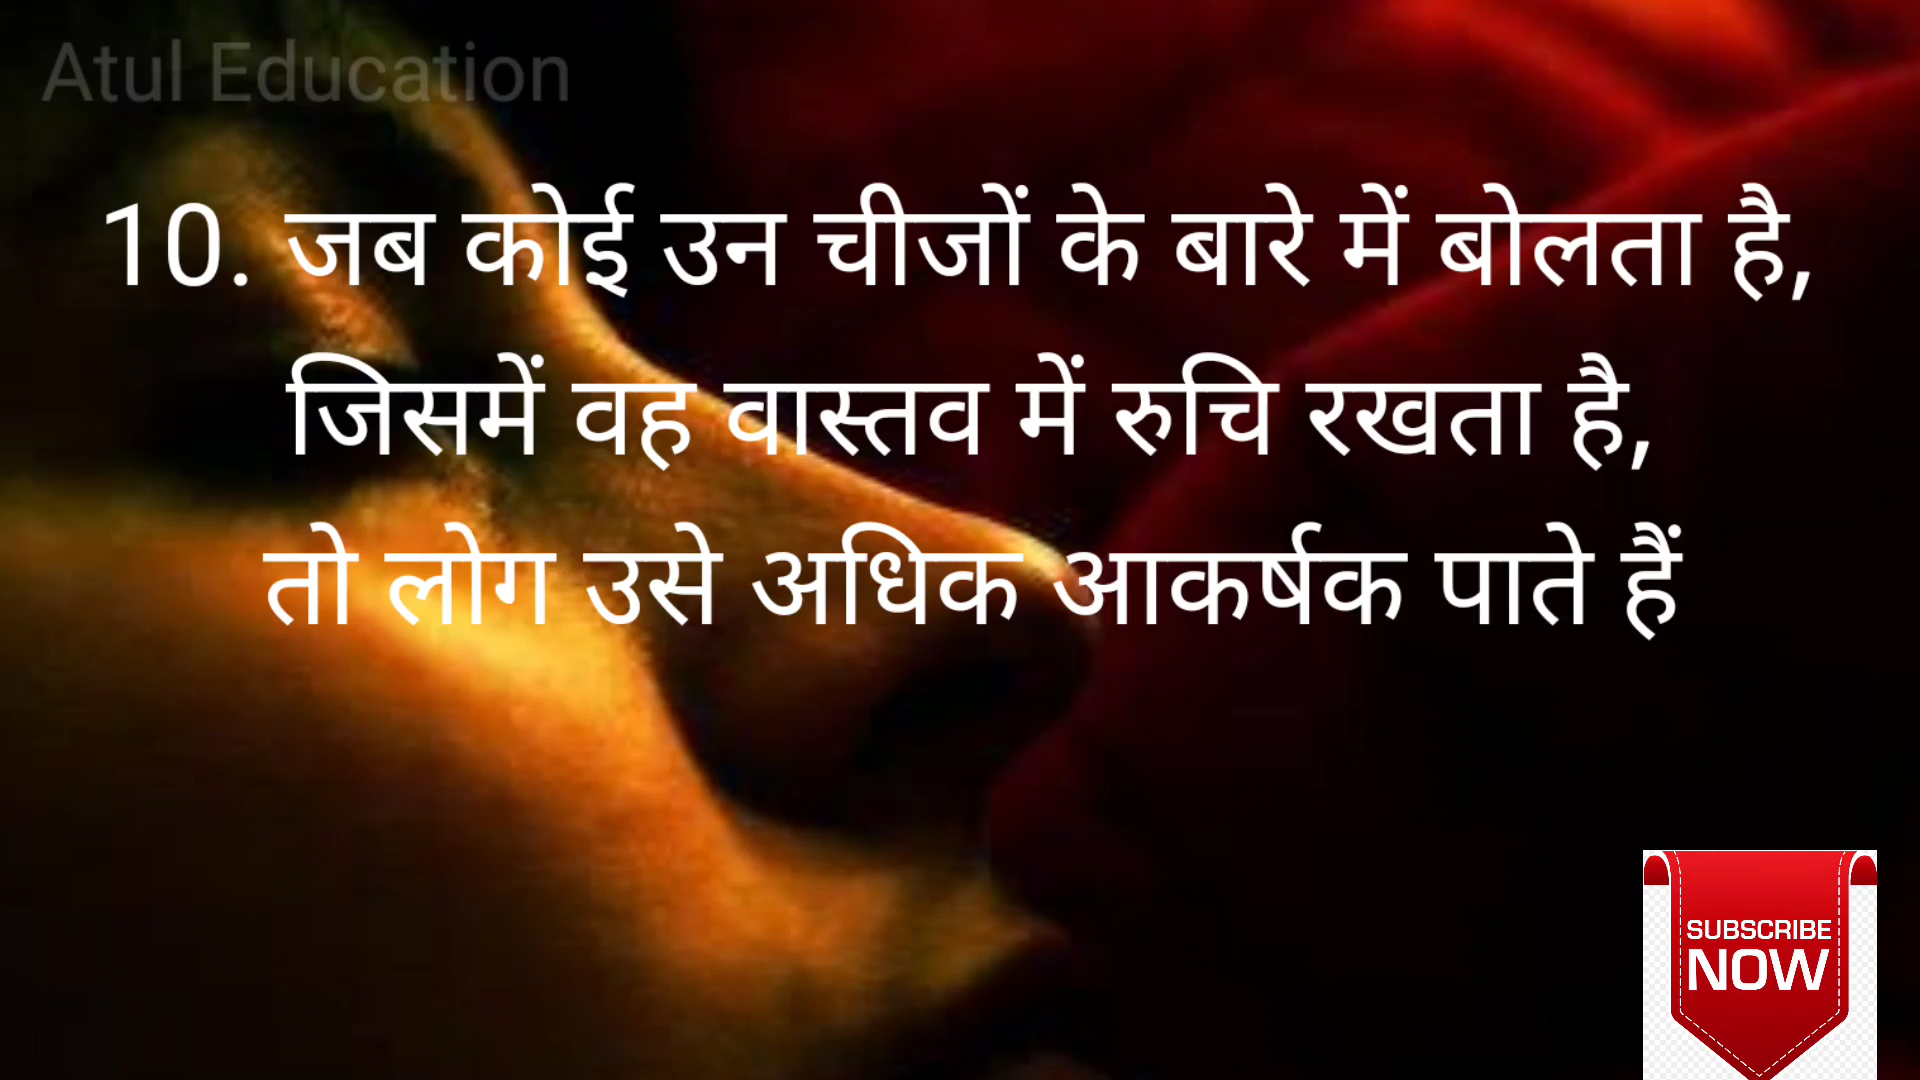 Atul Education
10. जब कोई उन चीजों के बारे में बोलता है,
जिसमें वह वास्तव में रुचि रखता है,
तो लोग उसे अधिक आकर्षक पाते हैं
SUBSCRIBE
NOW